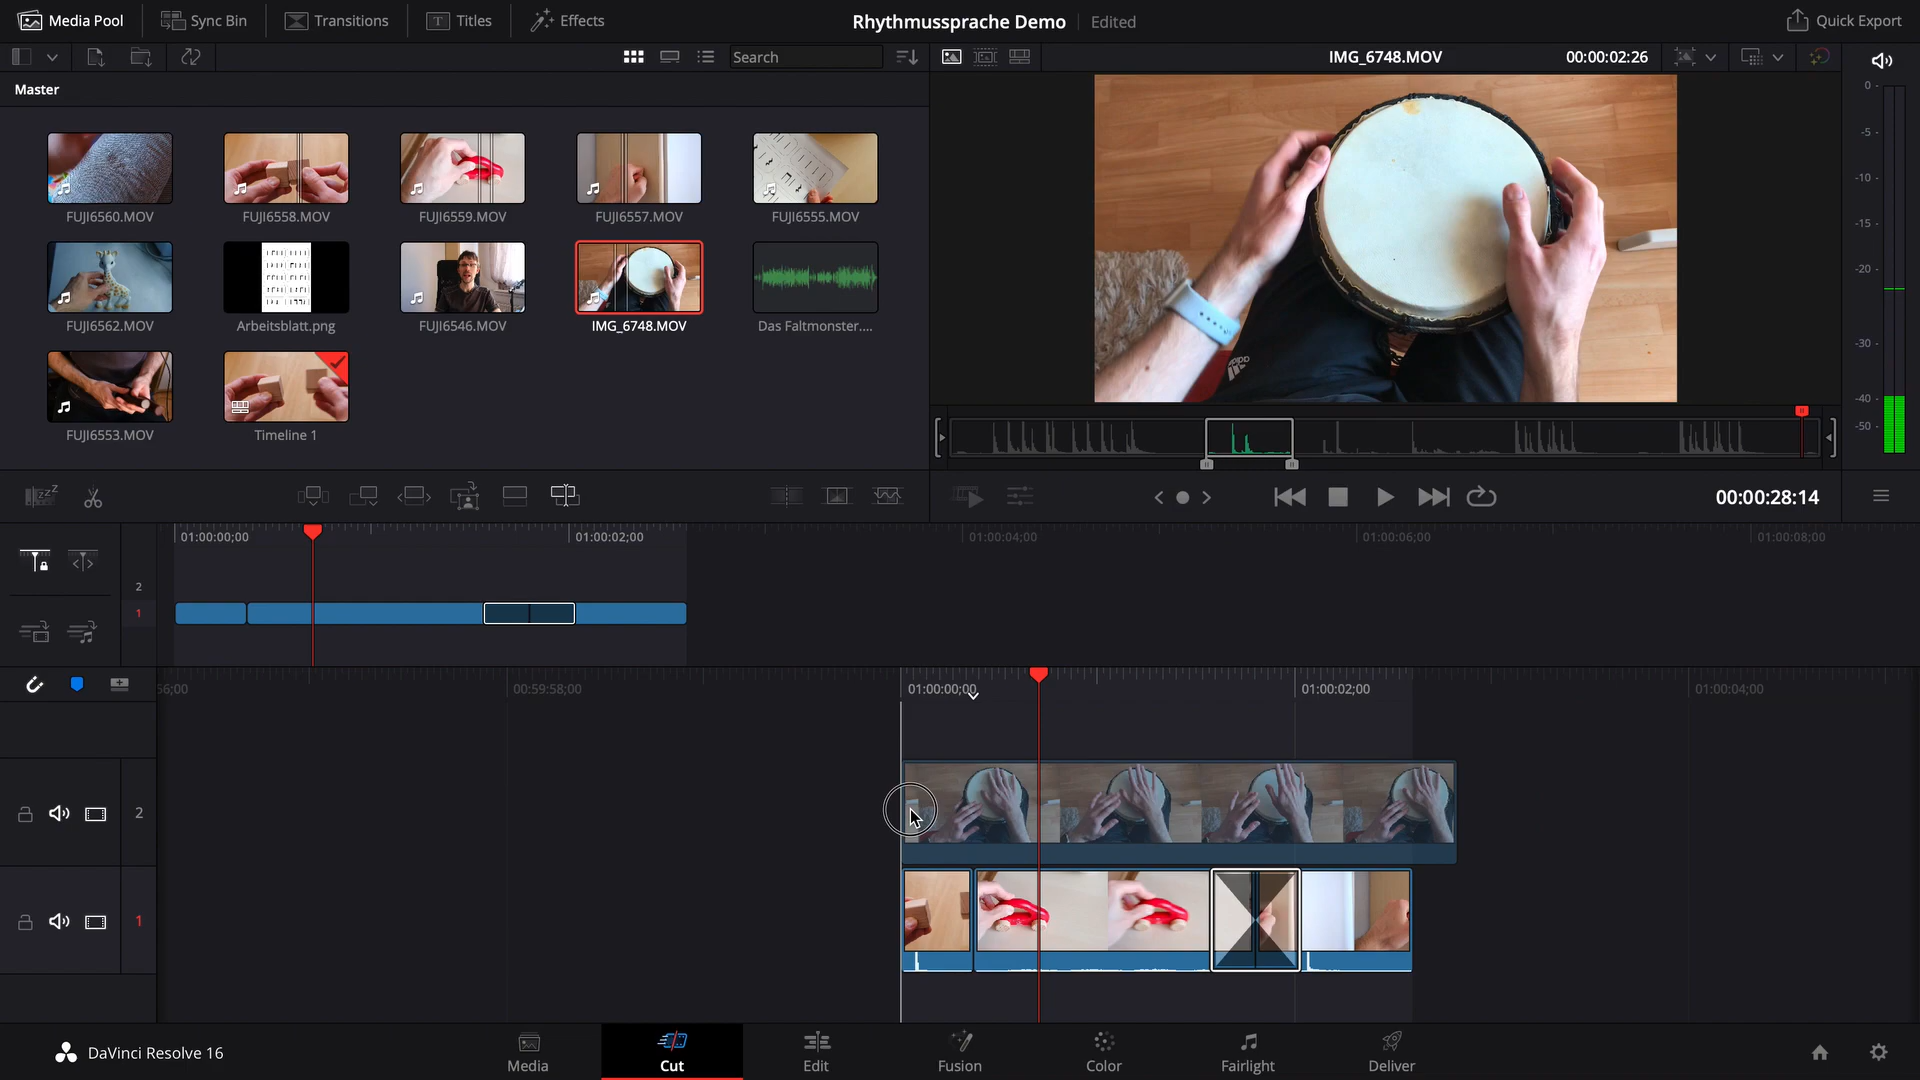 Media Pool
Sync Bin
Transitions
Titles
Effects
Rhythmussprache Demo
Edited
Quick Export
Search
IMG_6748.MOV
00:00:02:26
Master
FUJI6560.MOV
FUJI6558.MOV
FUJI6559.MOV
FUJI6557.MOV
FUJI6555.MOV
FUJI6562.MOV
Arbeitsblatt.png
FUJI6546.MOV
IMG_6748.MOV
Das Faltmonster....
FUJI6553.MOV
Timeline 1
adidas
0
-5
-10
-15
-20
-30
-40
-50
00:00:28:14
01:00:00;00
01:00:02;00
01:00:04;00
01:00:06;00
01:00:08;00
2
1
56;00
00:59:58;00
01:00:00;00
01:00:02;00
01:00:04;00
2
1
DaVinci Resolve 16
Media
Cut
Edit
Fusion
Color
Fairlight
Deliver